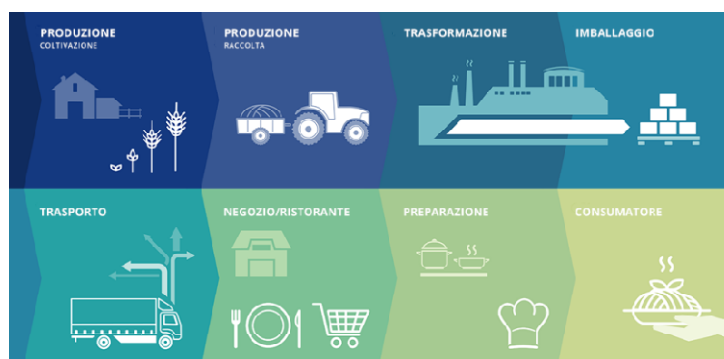 PRODUZIONE
COLTIVAZIONE
PRODUZIONE
RACCOLTA
TRASFORMAZIONE
IMBALLAGGIO
TRASPORTO
NEGOZIO/RISTORANTE
PREPARAZIONE
CONSUMATORE